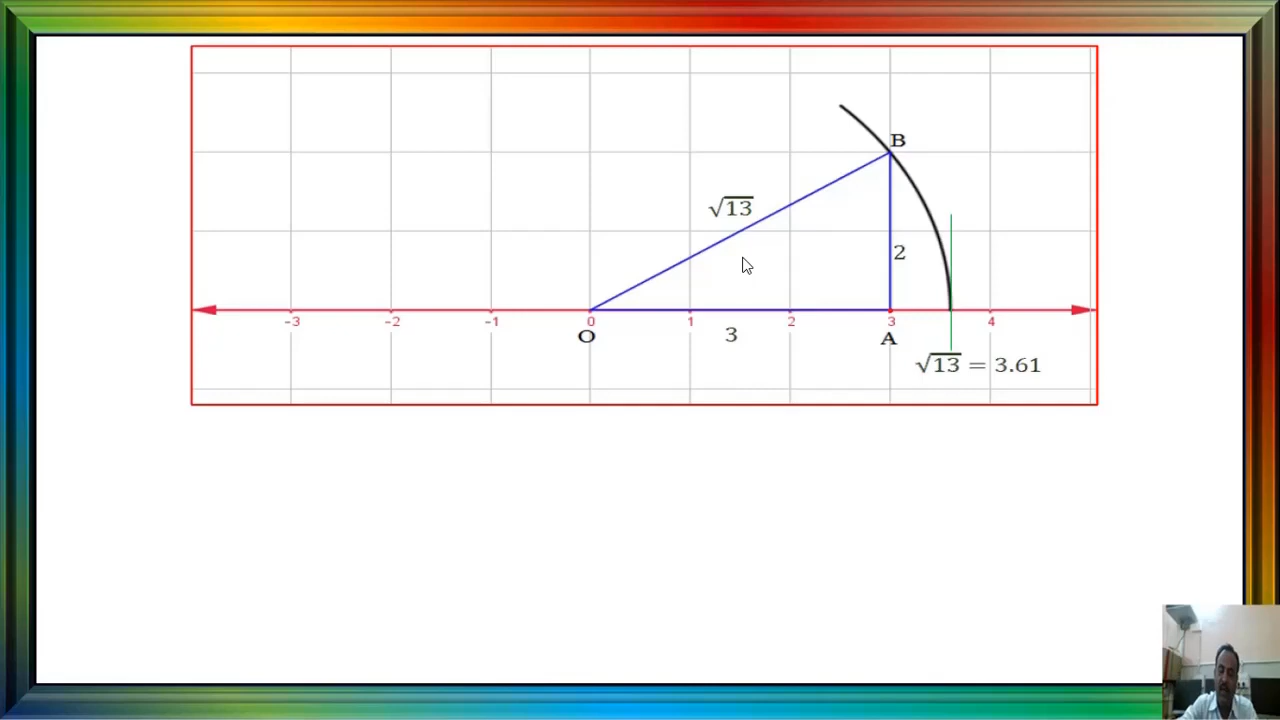 B
√13
2
-3 -2 -1 0 1 2 3 4
O 3 A
√13 = 3.61